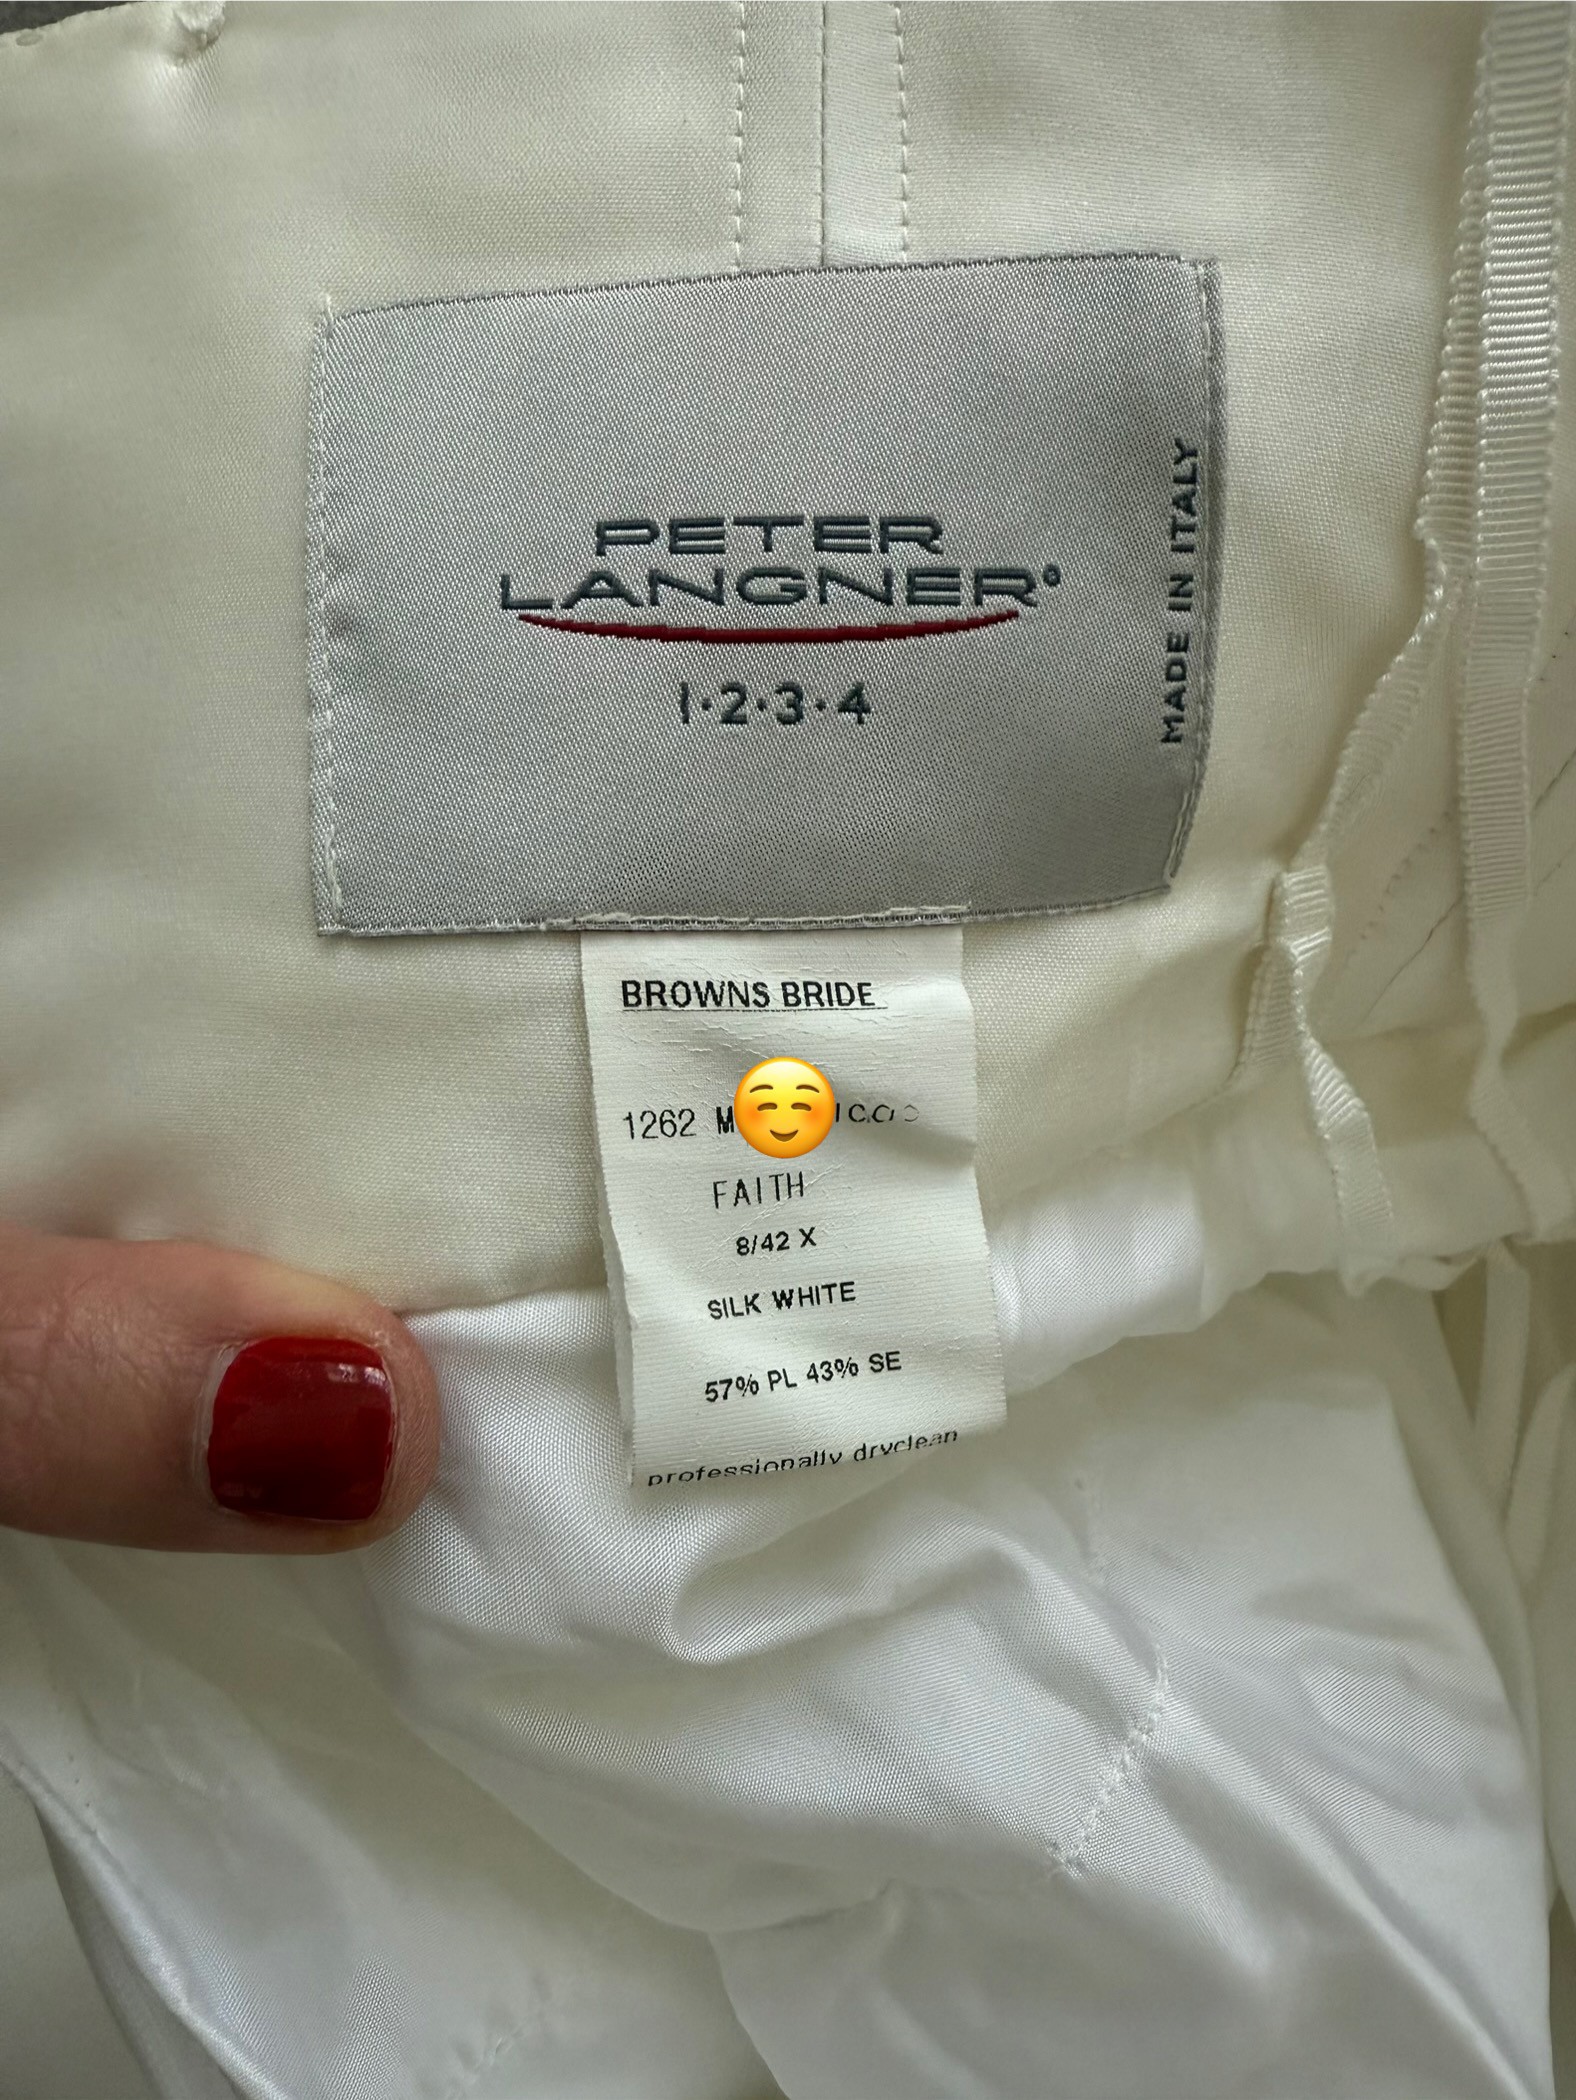 PETER
LANGNER®
1·2·3·4
MADE IN ITALY
BROWNS BRIDE
1262
FAITH
8/42 X
SILK WHITE
57% PL 43% SE
professionally dryclean